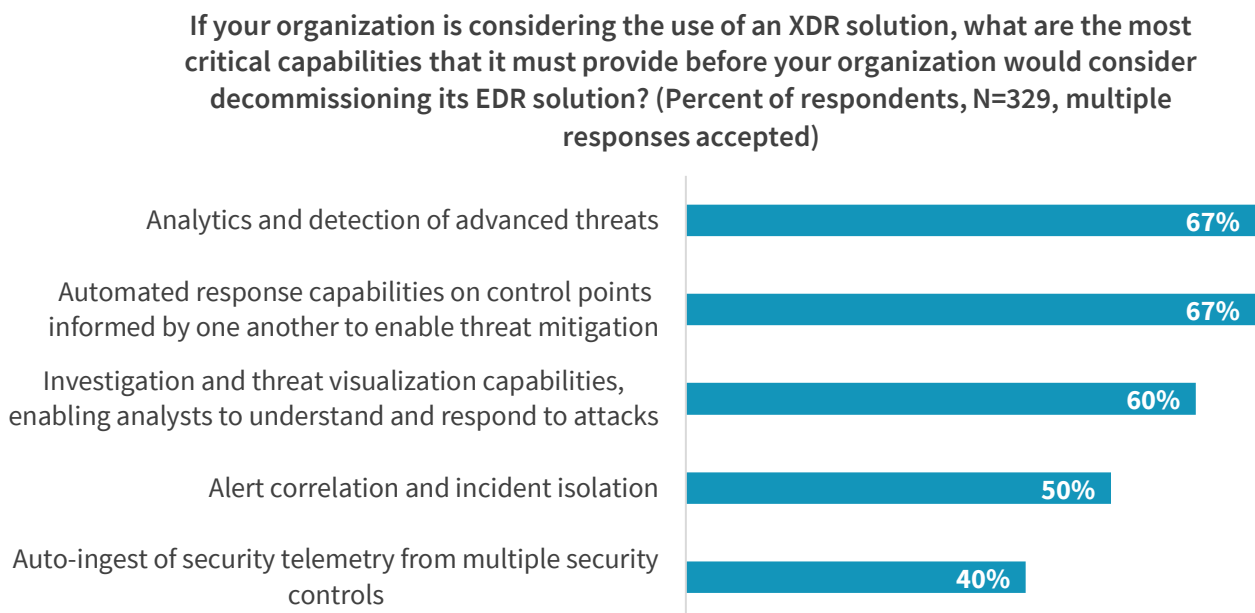 If your organization is considering the use of an XDR solution, what are the most
critical capabilities that it must provide before your organization would consider
decommissioning its EDR solution? (Percent of respondents, N=329, multiple
responses accepted)
Analytics and detection of advanced threats
67%
Automated response capabilities on control points
informed by one another to enable threat mitigation
67%
Investigation and threat visualization capabilities,
enabling analysts to understand and respond to attacks
60%
Alert correlation and incident isolation
50%
Auto-ingest of security telemetry from multiple security
controls
40%